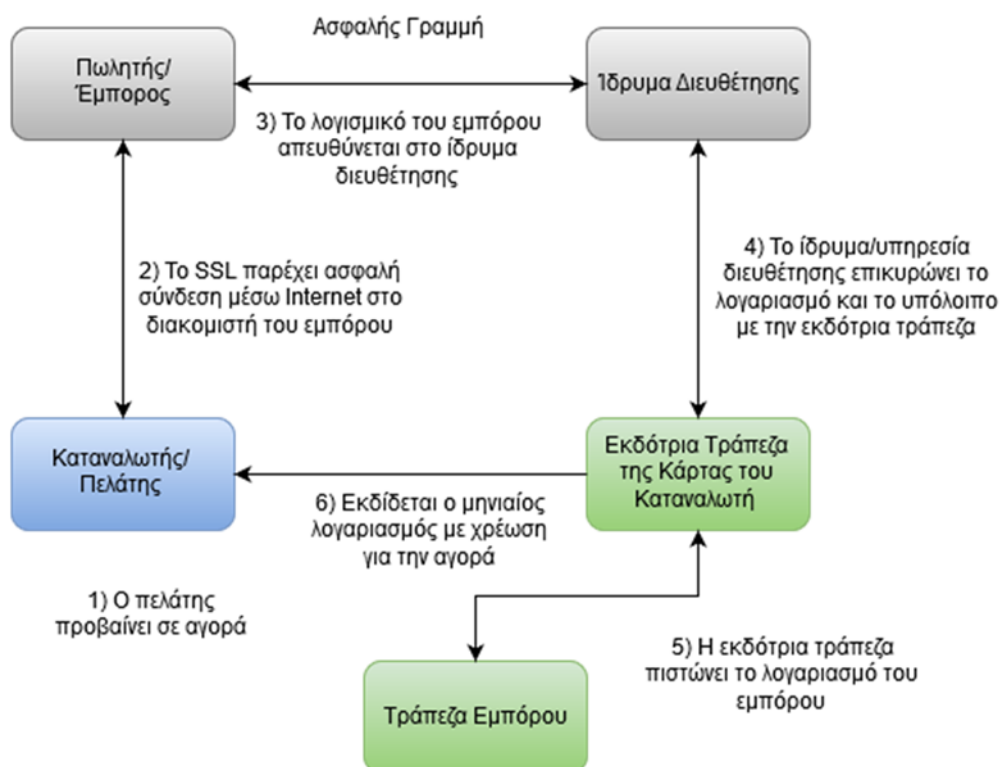 Ασφαλής Γραμμή
Πωλητής/
Έμπορος
Ίδρυμα Διευθέτησης
3) Το λογισμικό του εμπόρου
απευθύνεται στο ίδρυμα
διευθέτησης
2) Το SSL παρέχει ασφαλή
σύνδεση μέσω Internet στο
διακομιστή του εμπόρου
4) Το ίδρυμα/υπηρεσία
διευθέτησης επικυρώνει το
λογαριασμό και το υπόλοιπο
με την εκδότρια τράπεζα
Καταναλωτής/
Πελάτης
Εκδότρια Τράπεζα
της Κάρτας του
Καταναλωτή
6) Εκδίδεται ο μηνιαίος
λογαριασμός με χρέωση
για την αγορά
1) Ο πελάτης
προβαίνει σε αγορά
5) Η εκδότρια τράπεζα
πιστώνει το λογαριασμό του
εμπόρου
Τράπεζα Εμπόρου